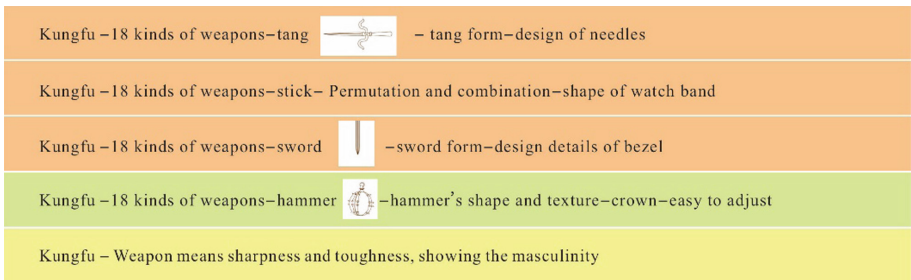 Kungfu –18 kinds of weapons–tang – tang form–design of needles
Kungfu –18 kinds of weapons–stick– Permutation and combination–shape of watch band
Kungfu –18 kinds of weapons–sword –sword form–design details of bezel
Kungfu –18 kinds of weapons–hammer –hammer's shape and texture–crown–easy to adjust
Kungfu – Weapon means sharpness and toughness, showing the masculinity